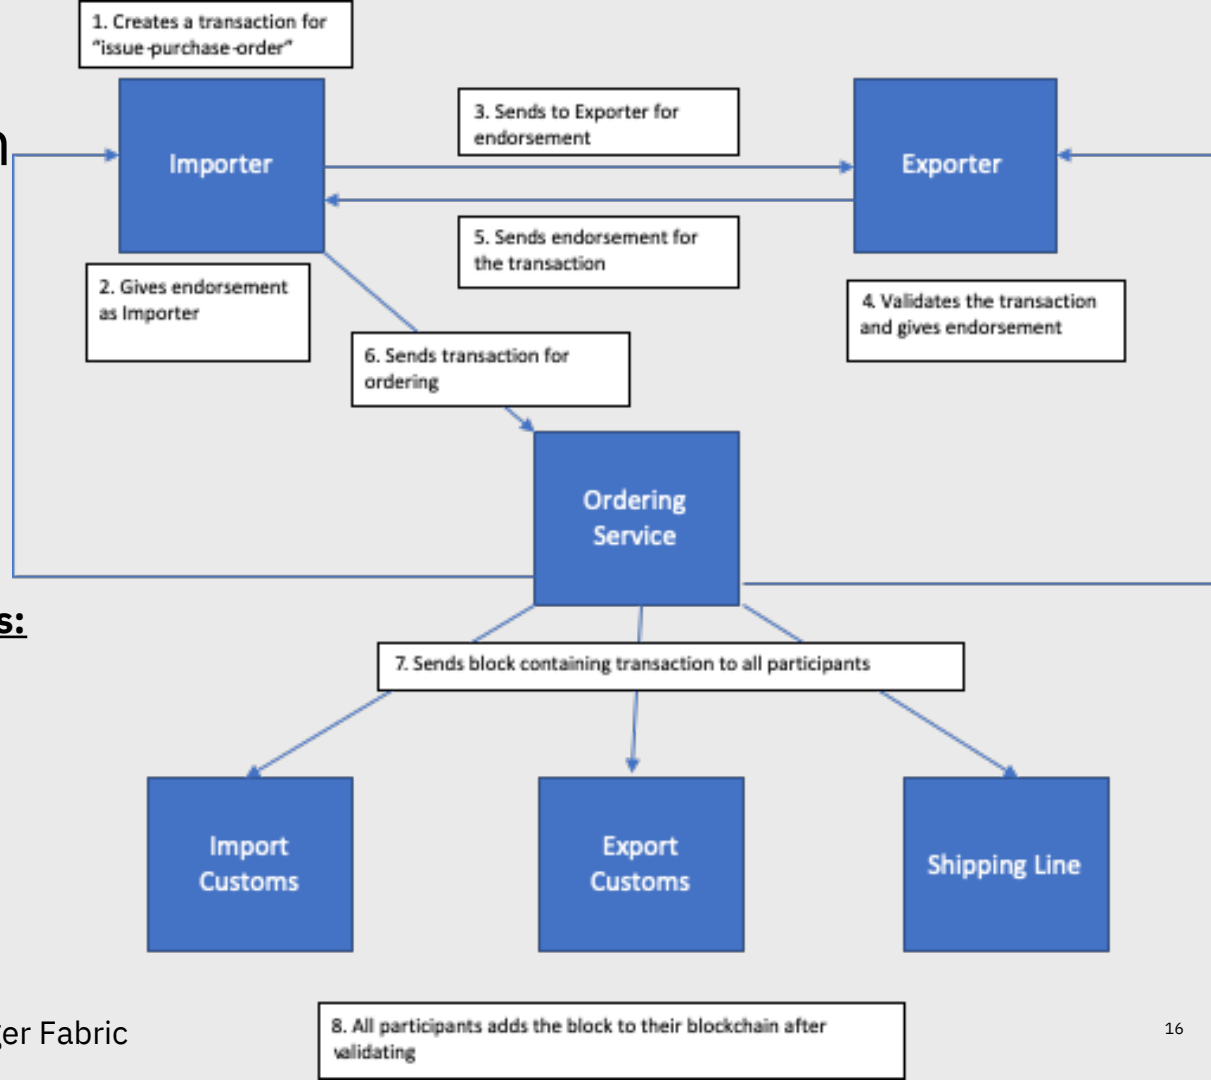 1. Creates a transaction for
“issue-purchase-order”
n
Importer
3. Sends to Exporter for
endorsement
Exporter
5. Sends endorsement for
the transaction
2. Gives endorsement
as Importer
4. Validates the transaction
and gives endorsement
6. Sends transaction for
ordering
Ordering
Service
s:
7. Sends block containing transaction to all participants
Import
Customs
Export
Customs
Shipping Line
ger Fabric
8. All participants adds the block to their blockchain after
validating
16